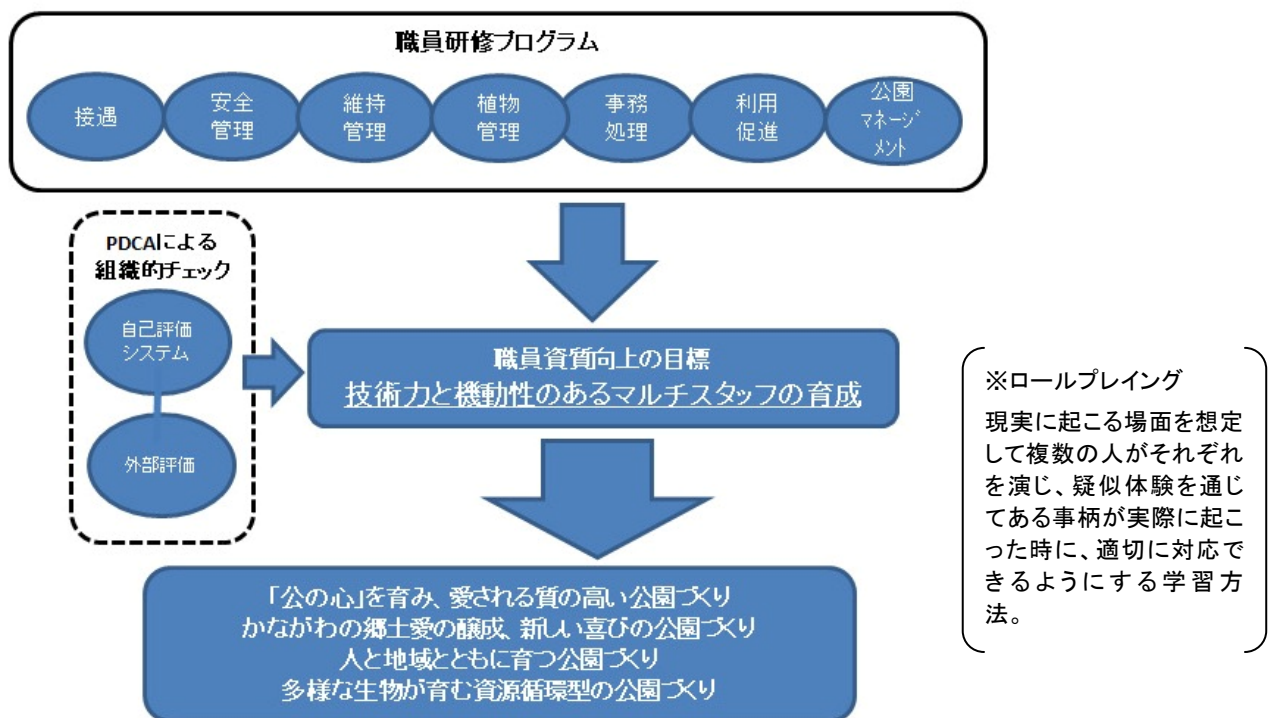 職員研修プログラム
接遇
安全
管理
維持
管理
植物
管理
事務
処理
利用
促進
公園
マネージ
メント
PDCAによる
組織的チェック
自己評価
システム
外部評価
職員資質向上の目標
技術力と機動性のあるマルチスタッフの育成
※ロールプレイング
現実に起こる場面を想定
して複数の人がそれぞれ
を演じ、疑似体験を通じ
てある事柄が実際に起こ
った時に、適切に対応で
きるようにする学習方
法。
「公の心」を育み、愛される質の高い公園づくり
かながわの郷土愛の醸成、新しい喜びの公園づくり
人と地域とともに育つ公園づくり
多様な生物が育む資源循環型の公園づくり